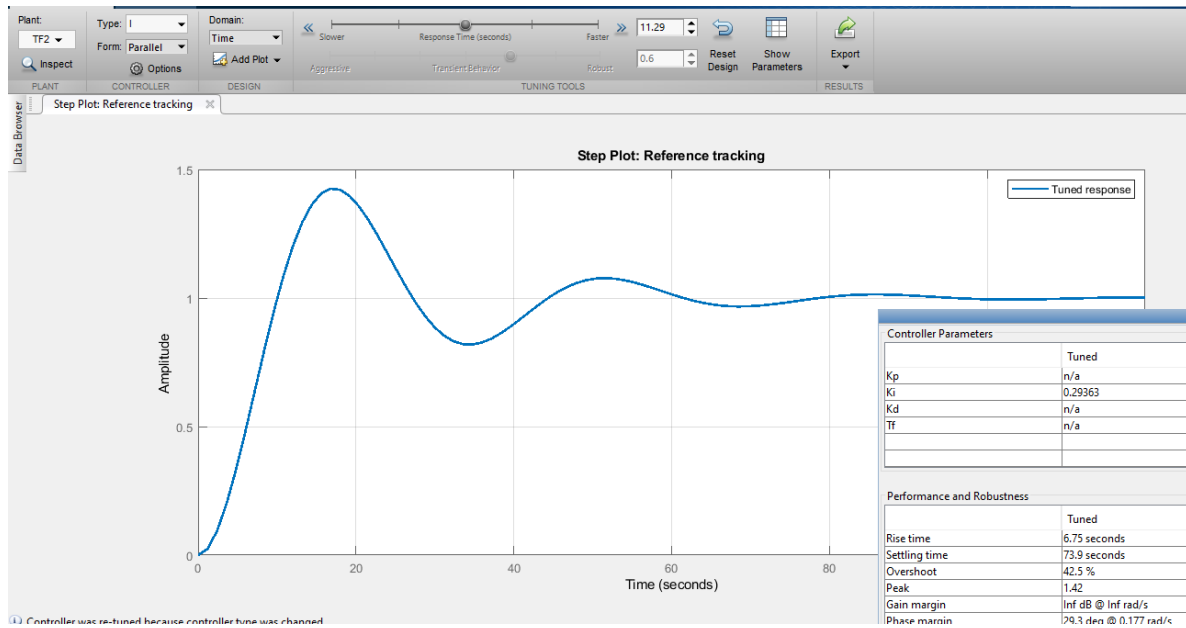 Plant:
TF2
Inspect
PLANT
Type: I
Form: Parallel
Options
CONTROLLER
Domain:
Time
Add Plot
DESIGN
Slower
Response Time (seconds)
Faster
11.29
Aggressive
Transient Behavior
Robust
0.6
Reset
Design
Show
Parameters
TUNING TOOLS
Export
RESULTS
Data Browser
Step Plot: Reference tracking
Step Plot: Reference tracking
Tuned response
1.5
1
0.5
0
Amplitude
0
20
40
60
80
Time (seconds)
Controller Parameters
Tuned
Kp n/a
Ki 0.29363
Kd n/a
Tf n/a
Performance and Robustness
Tuned
Rise time 6.75 seconds
Settling time 73.9 seconds
Overshoot 42.5 %
Peak 1.42
Gain margin Inf dB @ Inf rad/s
Phase margin 29.3 deg @ 0.177 rad/s
Controller was re-tuned because controller type was changed